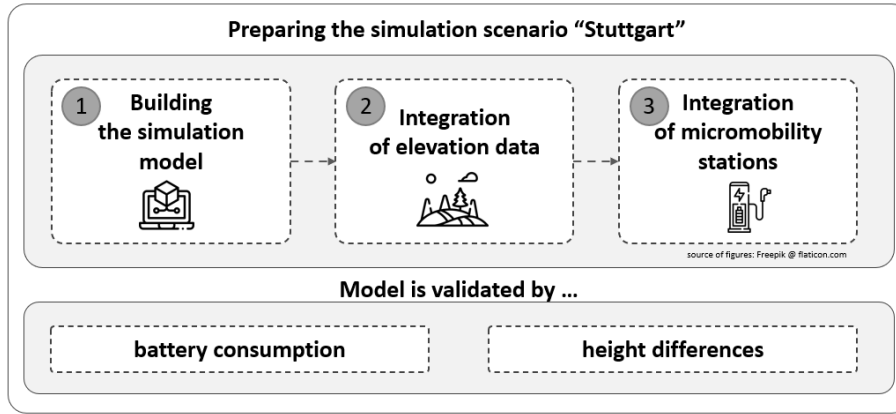 Preparing the simulation scenario “Stuttgart”
1
Building
the simulation
model
2
Integration
of elevation data
3
Integration
of micromobility
stations
source of figures: Freepik @ flaticon.com
Model is validated by ...
battery consumption
height differences